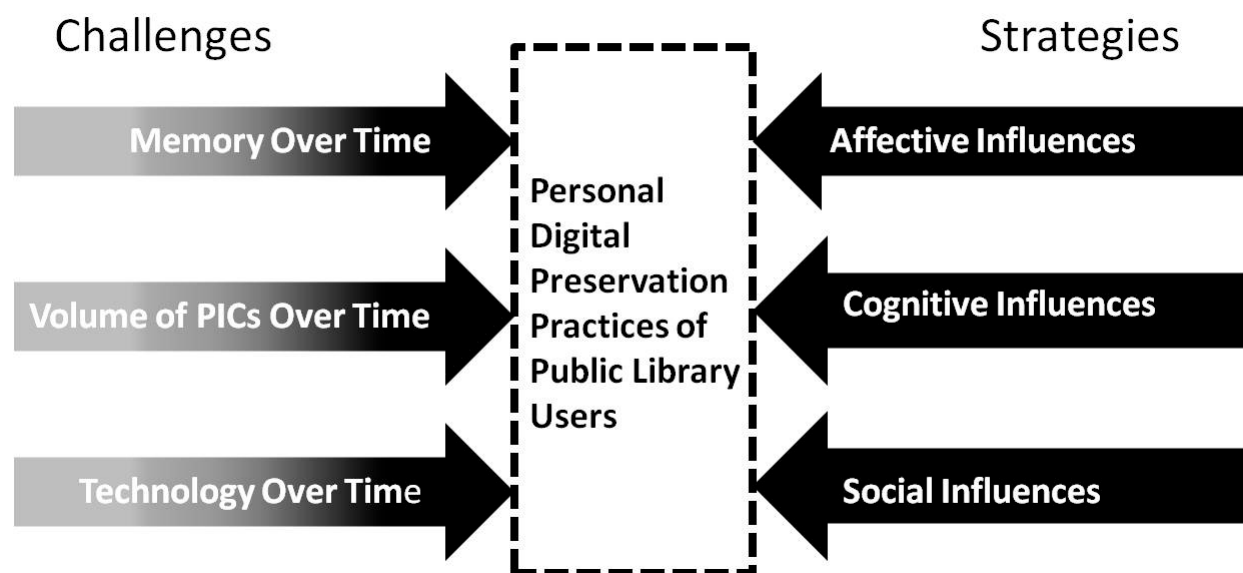 Challenges
Strategies
Memory Over Time
Volume of PICs Over Time
Technology Over Time
Personal
Digital
Preservation
Practices of
Public Library
Users
Affective Influences
Cognitive Influences
Social Influences